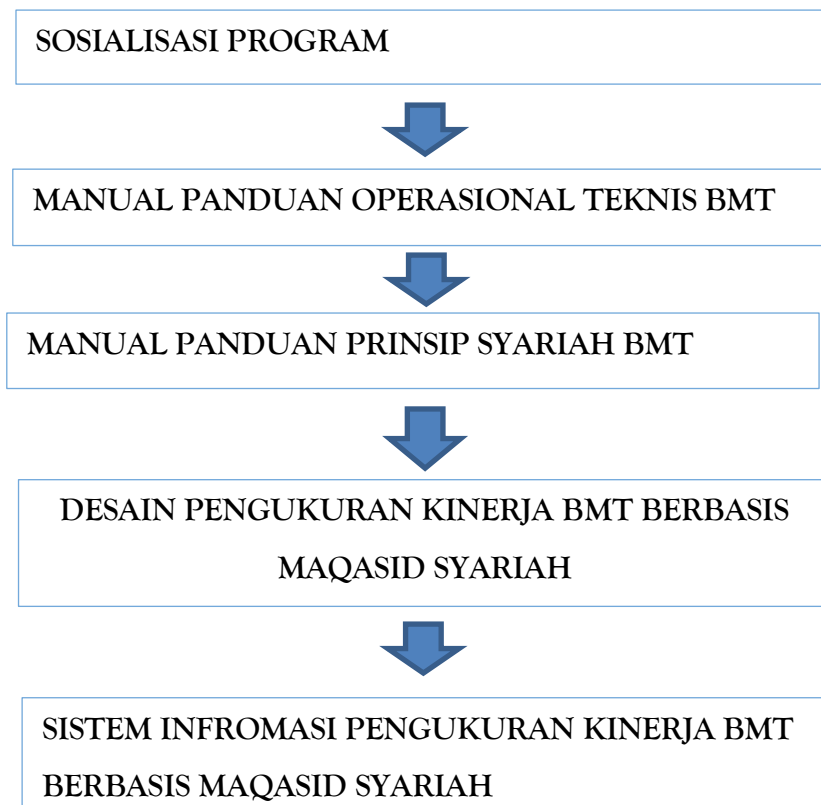 SOSIALISASI PROGRAM
MANUAL PANDUAN OPERASIONAL TEKNIS BMT
MANUAL PANDUAN PRINSIP SYARIAH BMT
DESAIN PENGUKURAN KINERJA BMT BERBASIS
MAQASID SYARIAH
SISTEM INFROMASI PENGUKURAN KINERJA BMT
BERBASIS MAQASID SYARIAH